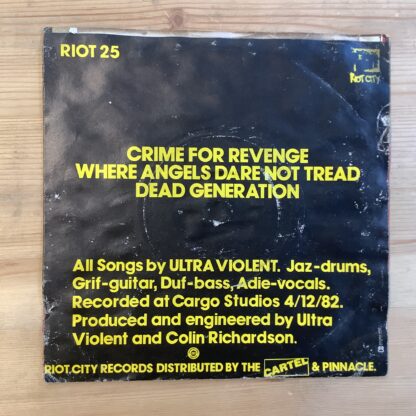 RIOT 25
RIOT CITY
CRIME FOR REVENGE
WHERE ANGELS DARE NOT TREAD
DEAD GENERATION
All Songs by ULTRA VIOLENT. Jaz-drums,
Grif-guitar, Duf-bass, Adie-vocals.
Recorded at Cargo Studios 4/12/82.
Produced and engineered by Ultra
Violent and Colin Richardson.
RIOT CITY RECORDS DISTRIBUTED BY THE CARTEL & PINNACLE.